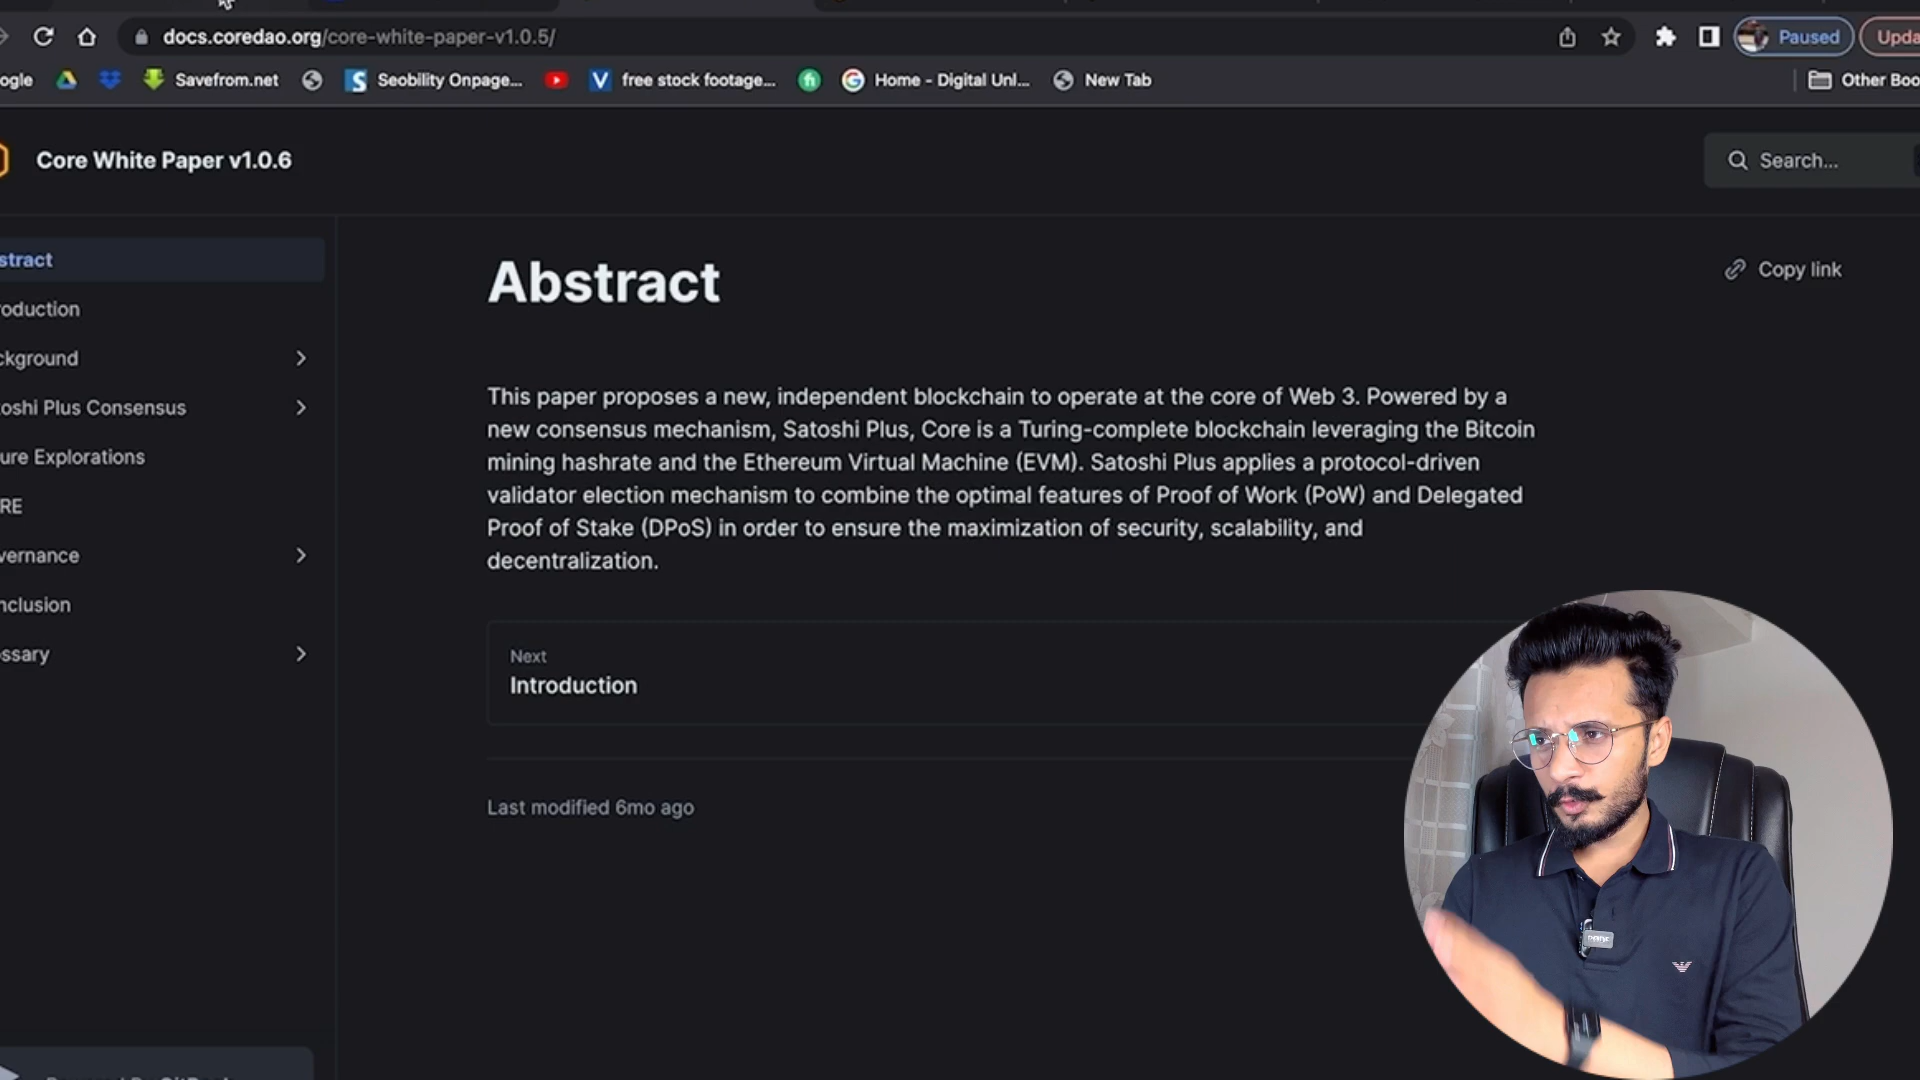 docs.coredao.org/core-white-paper-v1.0.5/
Paused
Upda
ogle
Savefrom.net
Seobility Onpage...
free stock footage...
Home - Digital Unl...
New Tab
Other Boo
Core White Paper v1.0.6
Search...
stract
Abstract
Copy link
roduction
ckground
oshi Plus Consensus
ure Explorations
RE
vernance
nclusion
ssary
This paper proposes a new, independent blockchain to operate at the core of Web 3. Powered by a
new consensus mechanism, Satoshi Plus, Core is a Turing-complete blockchain leveraging the Bitcoin
mining hashrate and the Ethereum Virtual Machine (EVM). Satoshi Plus applies a protocol-driven
validator election mechanism to combine the optimal features of Proof of Work (PoW) and Delegated
Proof of Stake (DPoS) in order to ensure the maximization of security, scalability, and
decentralization.
Next
Introduction
Last modified 6mo ago